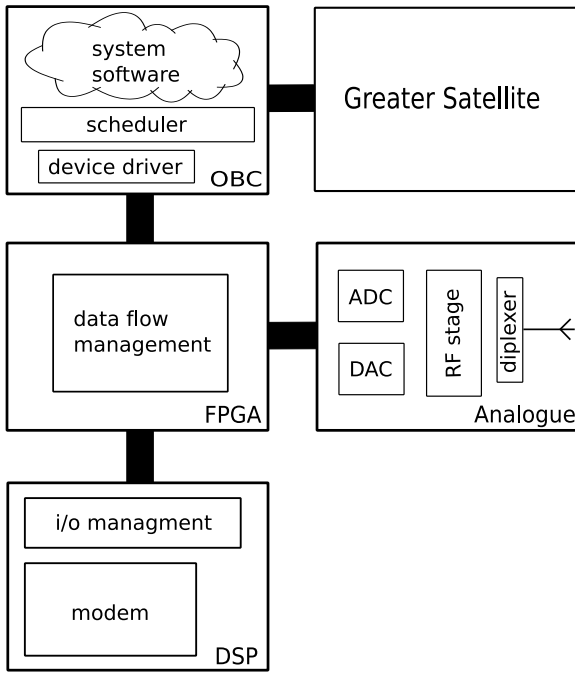 system
software
scheduler
device driver
OBC
Greater Satellite
data flow
management
FPGA
ADC
DAC
RF stage
diplexer
Analogue
i/o managment
modem
DSP